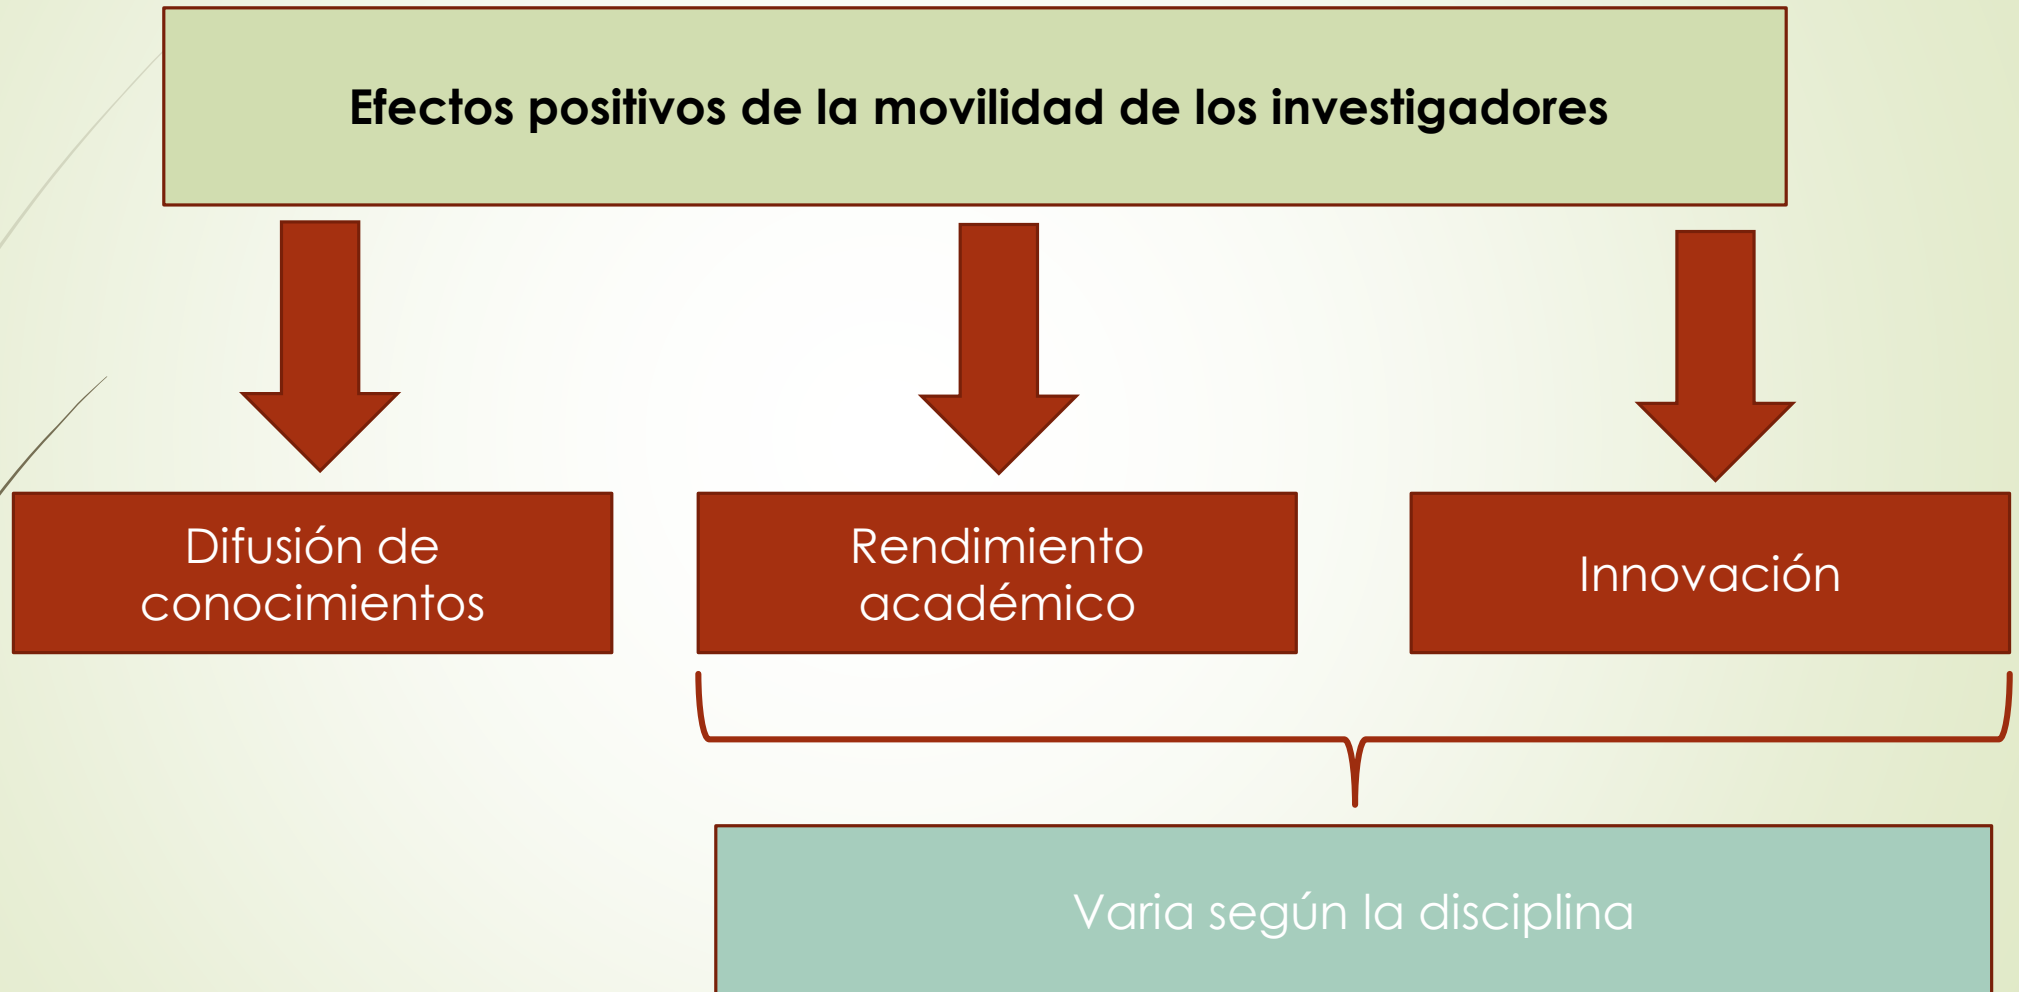 Efectos positivos de la movilidad de los investigadores
Difusión de
conocimientos
Rendimiento
académico
Innovación
Varia según la disciplina